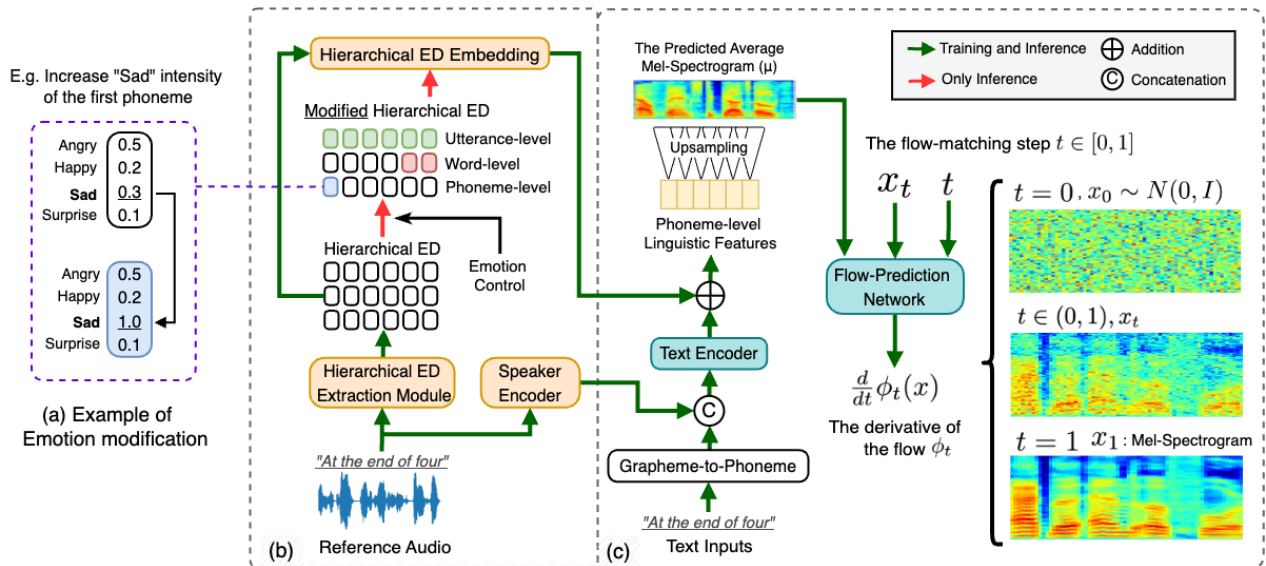 E.g. Increase "Sad" intensity
of the first phoneme
Angry 0.5
Happy 0.2
Sad 0.3
Surprise 0.1
Angry 0.5
Happy 0.2
Sad 1.0
Surprise 0.1
(a) Example of
Emotion modification
Hierarchical ED Embedding
Modified Hierarchical ED
Utterance-level
Word-level
Phoneme-level
Hierarchical ED
Emotion
Control
Hierarchical ED
Extraction Module
Speaker
Encoder
"At the end of four"
Reference Audio
(b)
The Predicted Average
Mel-Spectrogram (μ)
Upsampling
Phoneme-level
Linguistic Features
Text Encoder
C
Grapheme-to-Phoneme
"At the end of four"
Text Inputs
(c)
Training and Inference
Addition
Only Inference
C Concatenation
The flow-matching step t ∈ [0, 1]
x_t t
Flow-Prediction
Network
d/dt ϕ_t(x)
The derivative of
the flow ϕ_t
t = 0 , x_0 ∼ N(0, I)
t ∈ (0, 1), x_t
t = 1 x_1 : Mel-Spectrogram